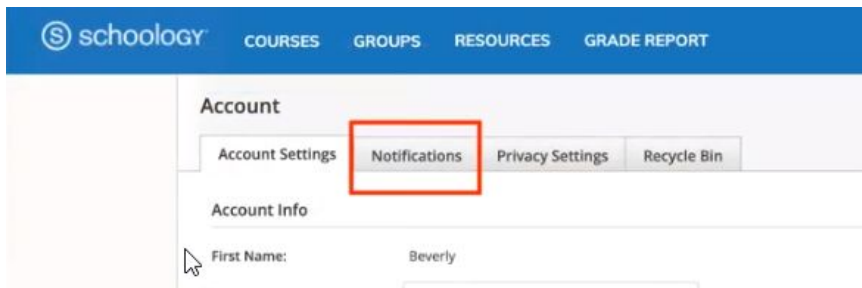 S schoology COURSES GROUPS RESOURCES GRADE REPORT
Account
Account Settings Notifications Privacy Settings Recycle Bin
Account Info
First Name: Beverly